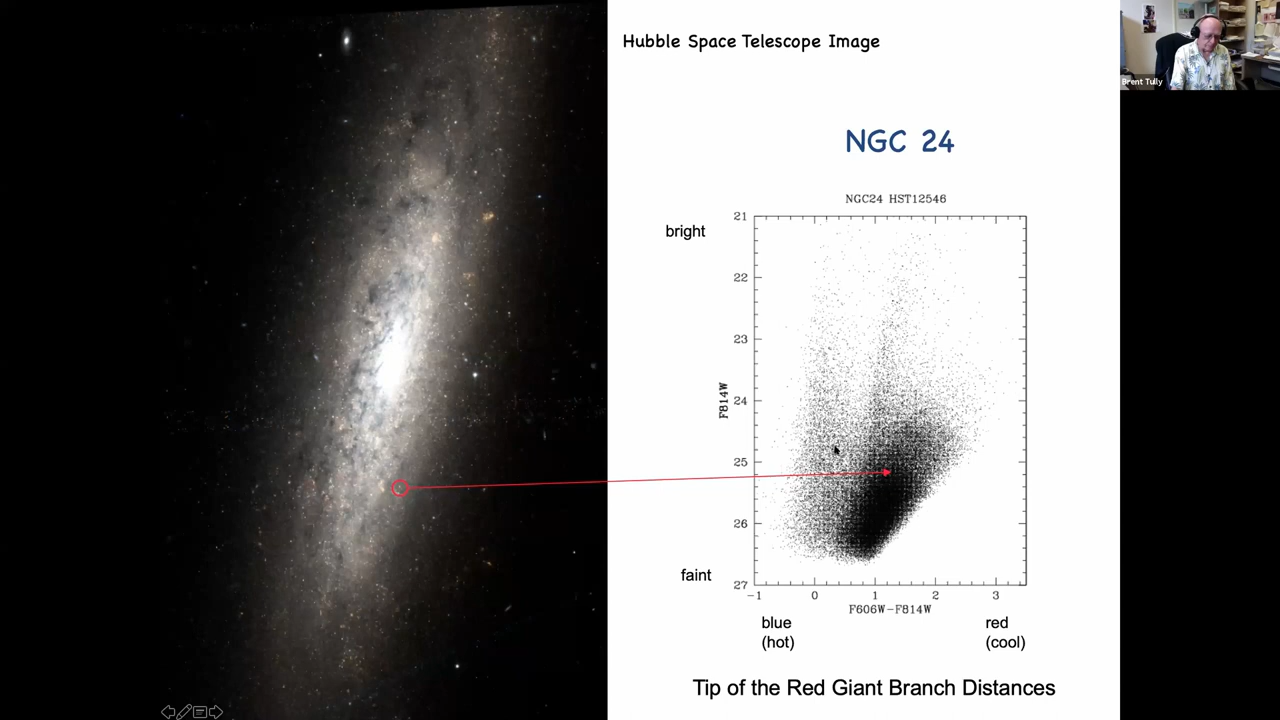 Hubble Space Telescope Image
Brent Tully
NGC 24
NGC24 HST12546
bright
21
22
23
24
25
26
27
F814W
faint
-1 0 1 2 3
F606W-F814W
blue
(hot)
red
(cool)
Tip of the Red Giant Branch Distances